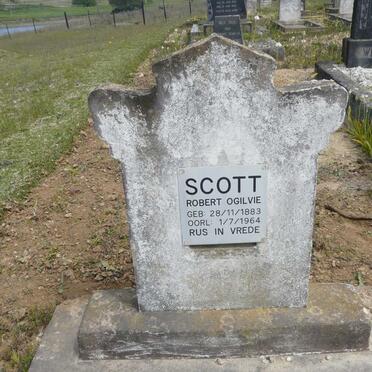 SCOTT
ROBERT OGILVIE
GEB: 28/11/1883
OORL: 1/7/1964
RUS IN VREDE